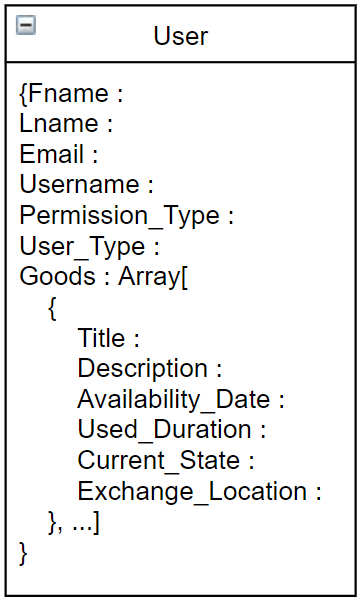 User
{Fname :
Lname :
Email :
Username :
Permission_Type :
User_Type :
Goods : Array[
{
Title :
Description :
Availability_Date :
Used_Duration :
Current_State :
Exchange_Location :
}, ...]
}